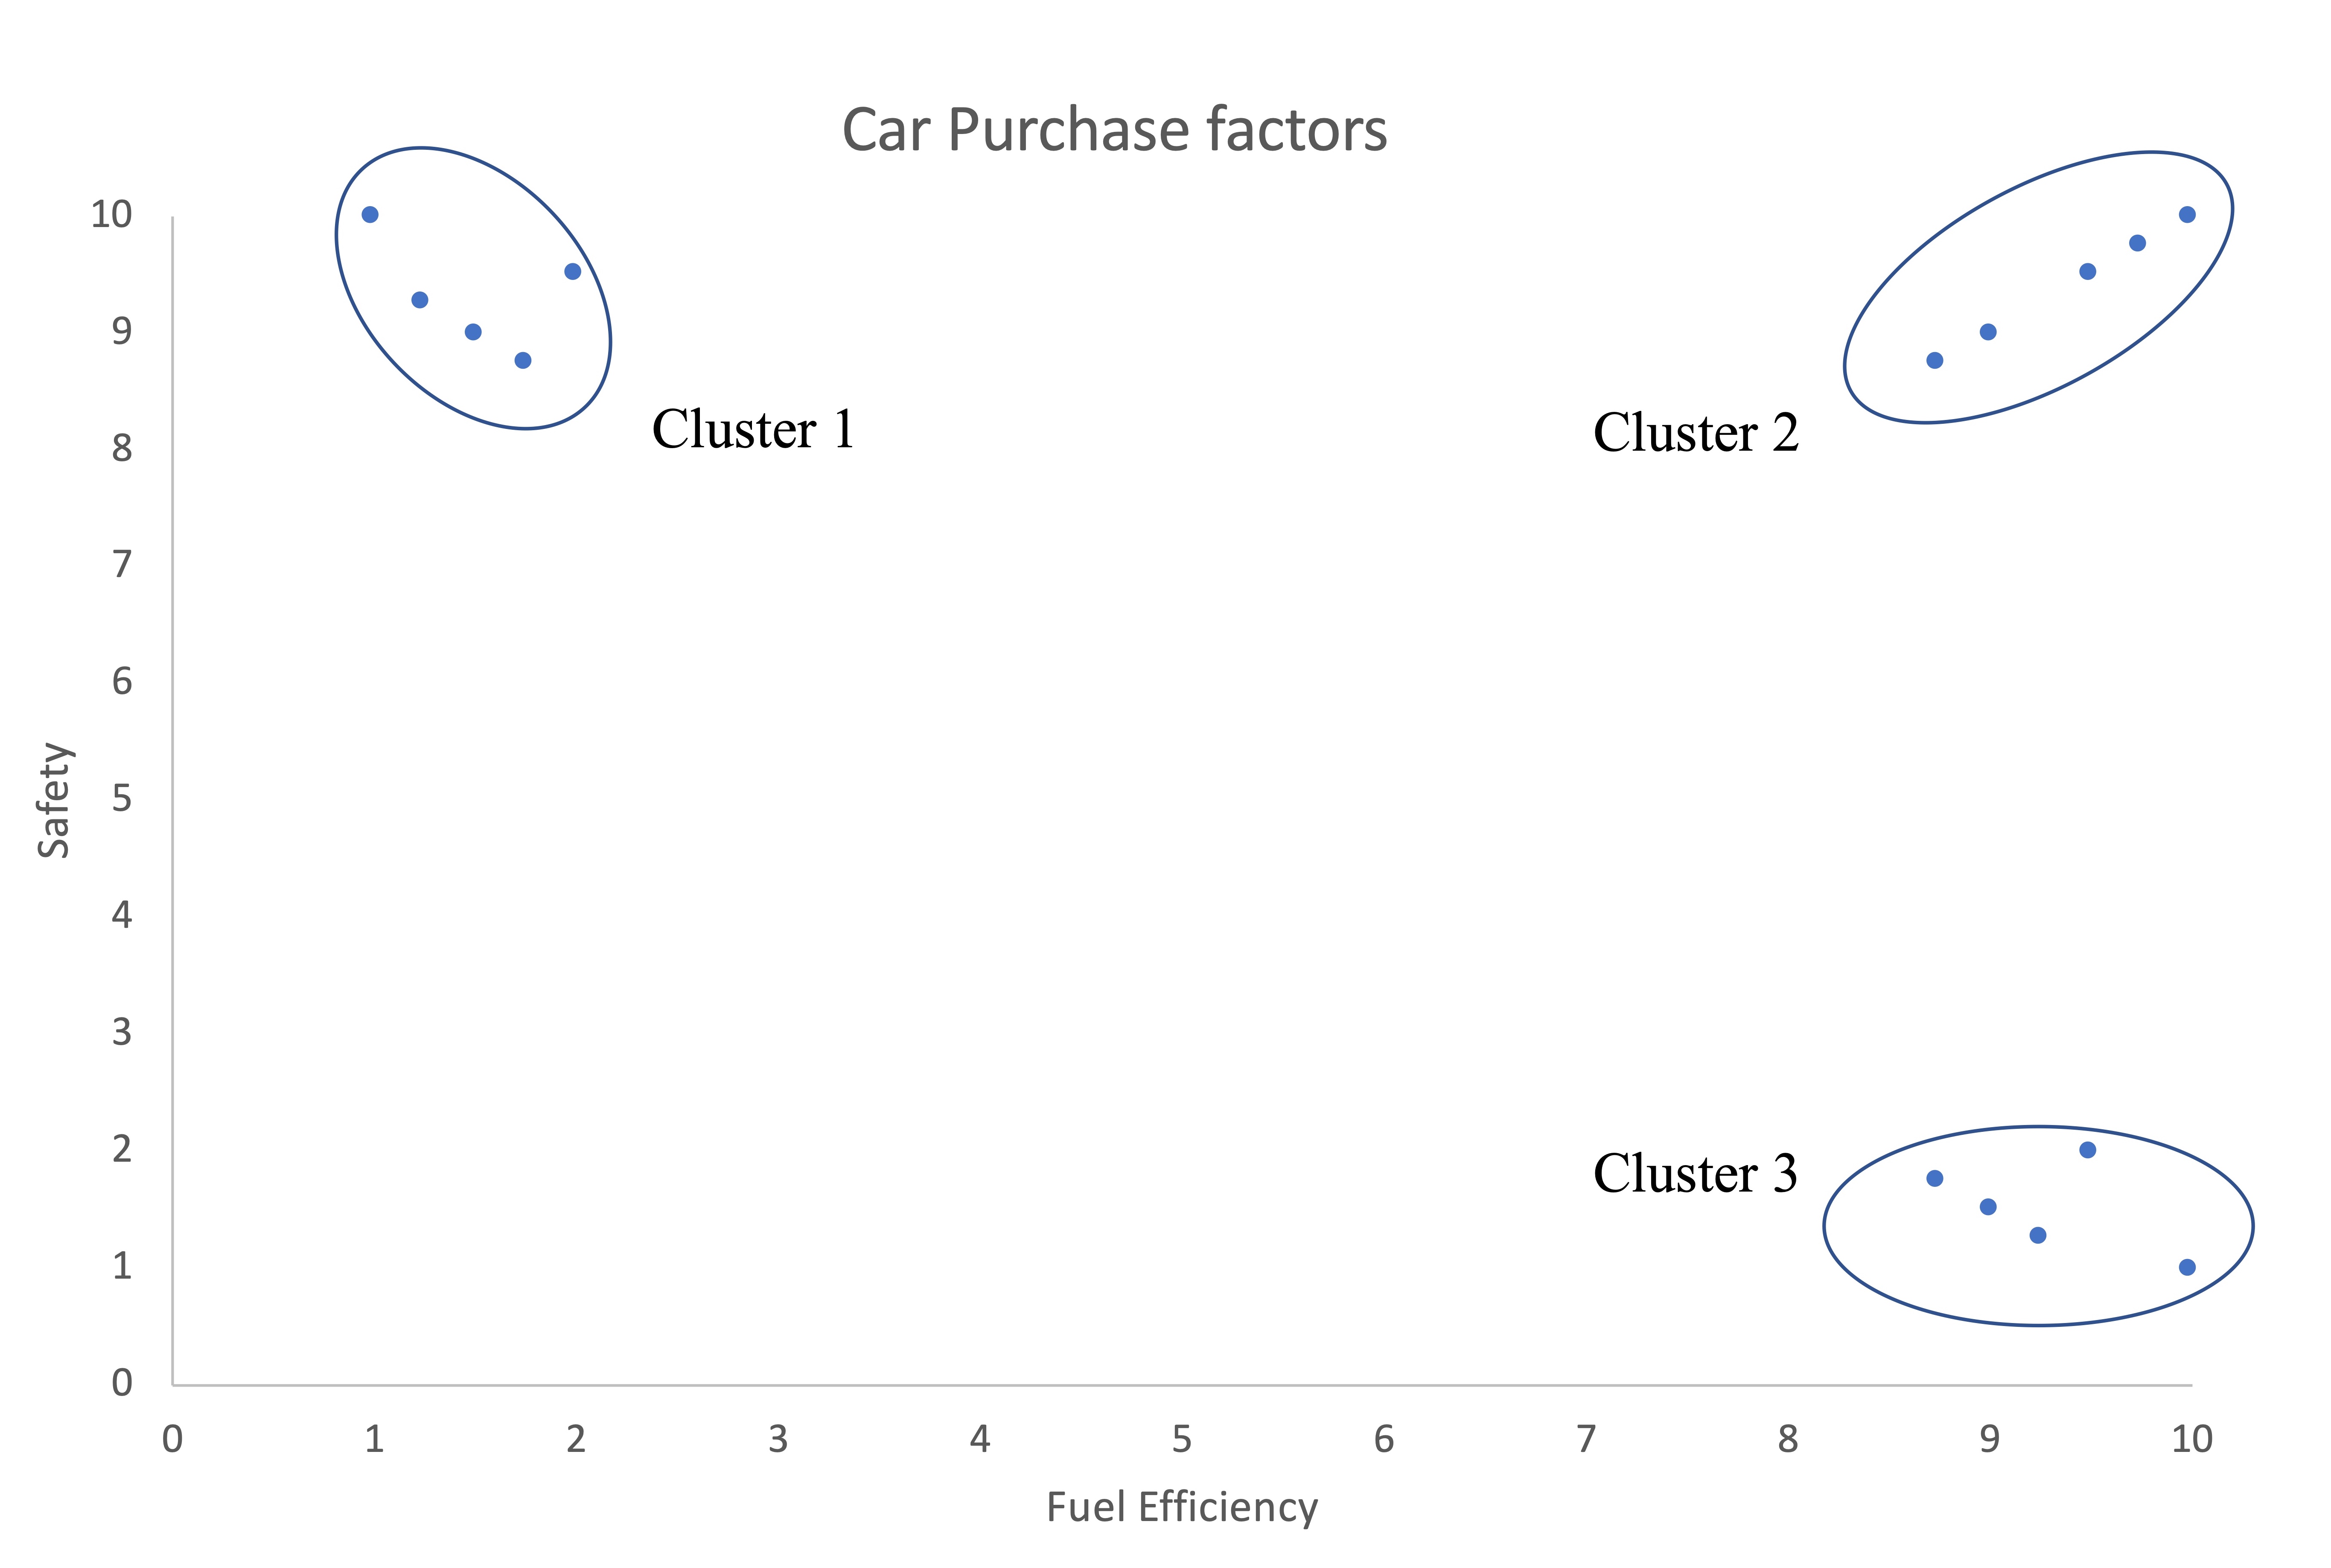 Car Purchase factors
10
9
8
7
6
5
4
3
2
1
0
Safety
Cluster 1
Cluster 2
Cluster 3
0 1 2 3 4 5 6 7 8 9 10
Fuel Efficiency